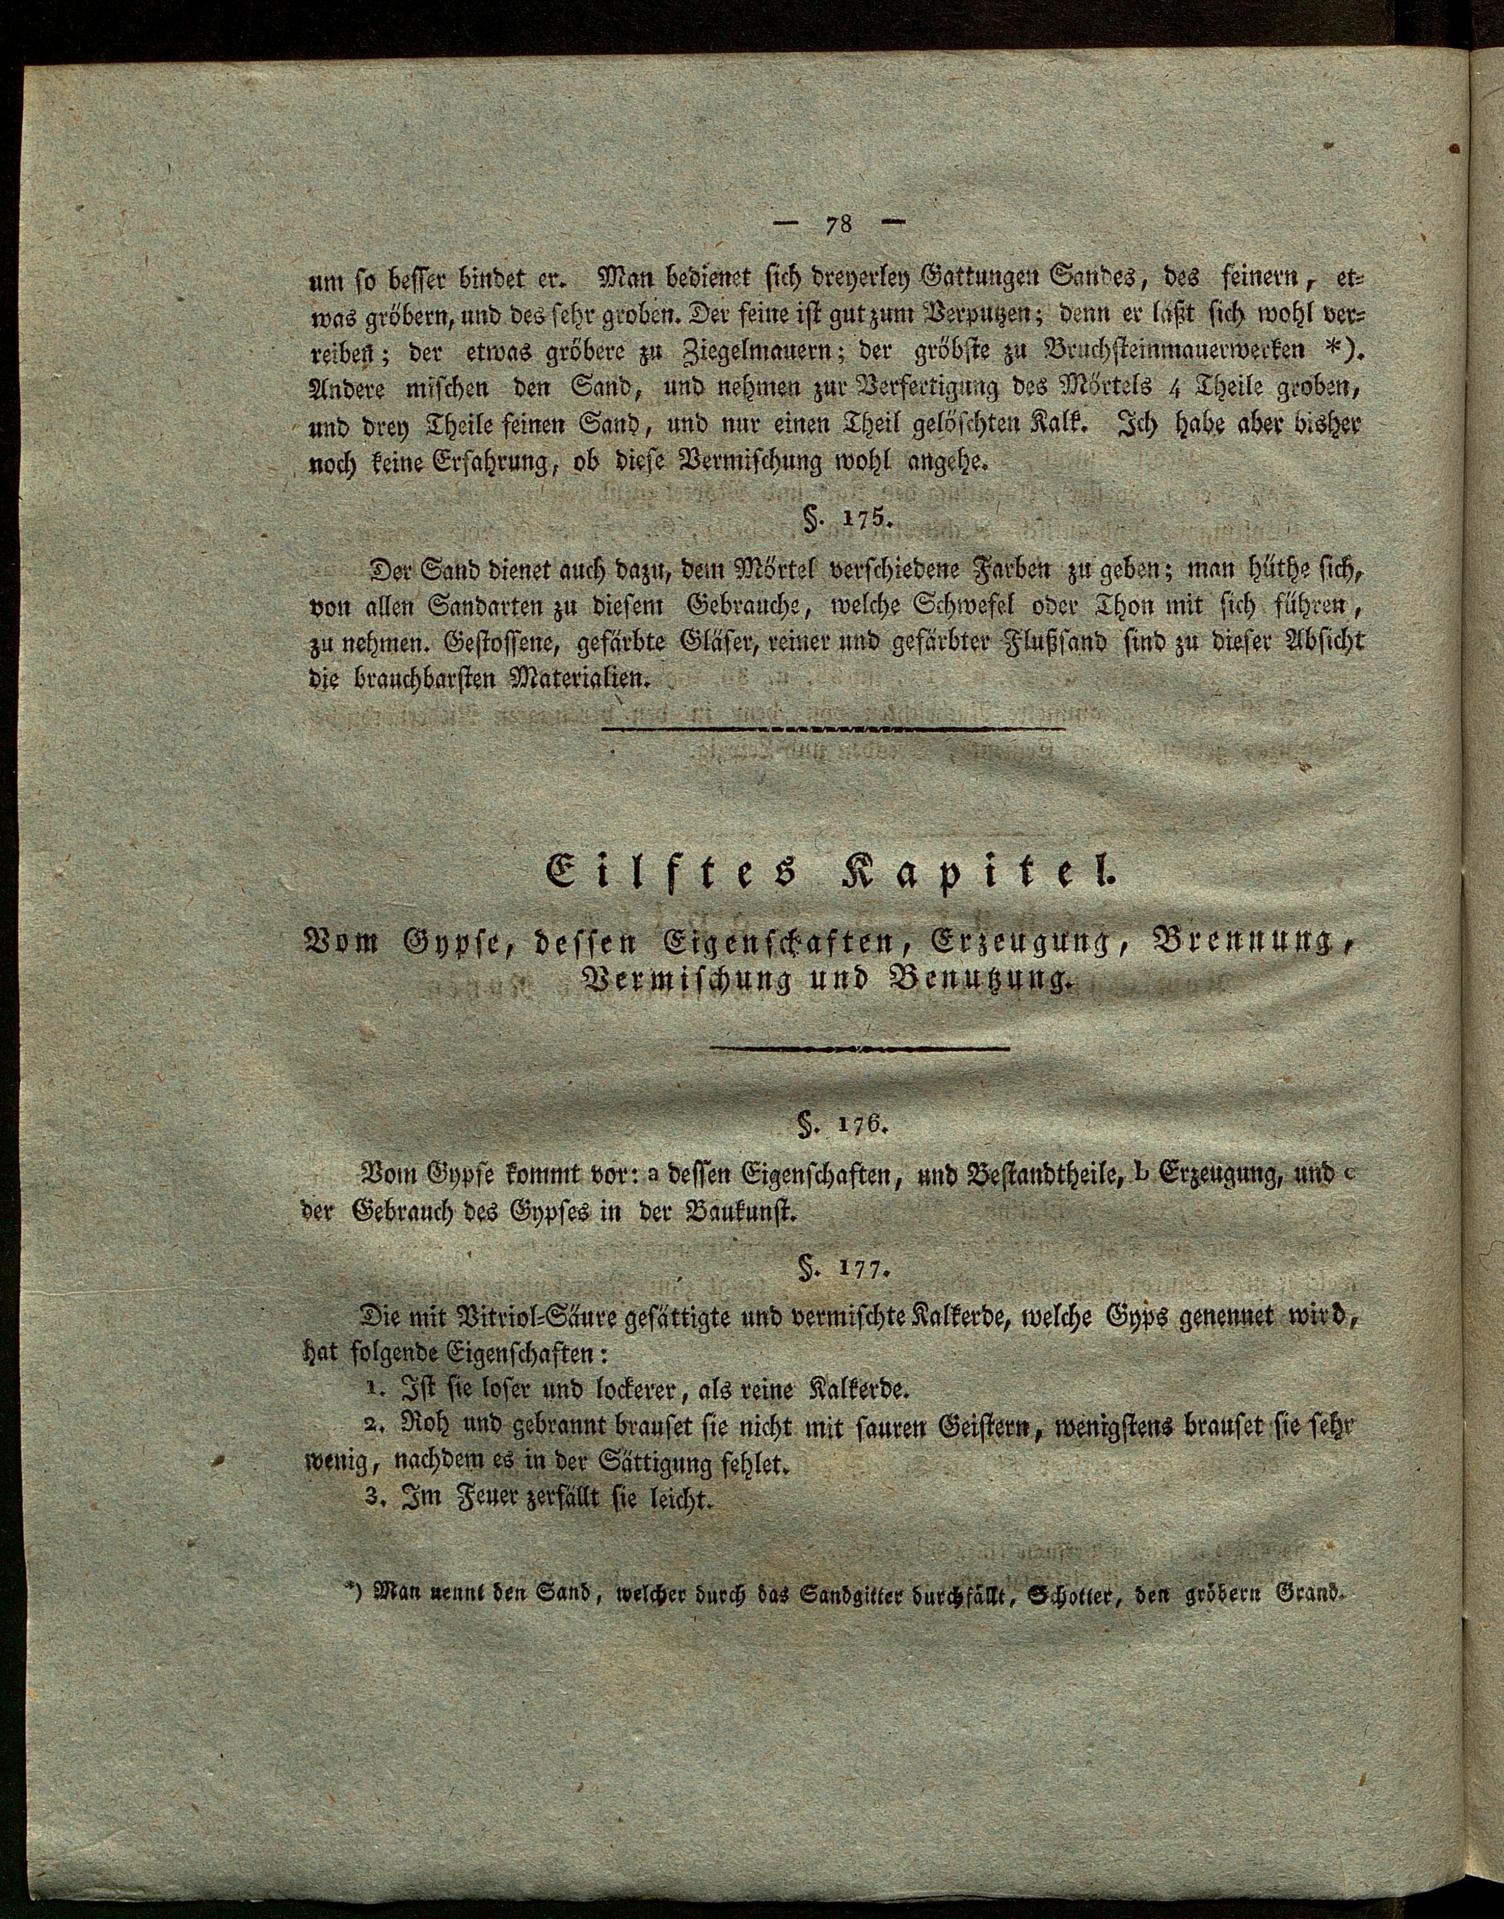 — 78 —
um so besser bindet er. Man bedienet sich dreyerley Gattungen Sandes, des feinern, et-
was gröbern, und des sehr groben. Der feine ist gut zum Verputzen; denn er läßt sich wohl ver-
reiben; der etwas gröbere zu Ziegelmauern; der gröbste zu Bruchsteinmauerwerken *).
Andere mischen den Sand, und nehmen zur Verfertigung des Mörtels 4 Theile groben,
und drey Theile feinen Sand, und nur einen Theil gelöschten Kalk. Ich habe aber bisher
noch keine Erfahrung, ob diese Vermischung wohl angehe.
§. 175.
Der Sand dienet auch dazu, dem Mörtel verschiedene Farben zu geben; man hüthe sich,
von allen Sandarten zu diesem Gebrauche, welche Schwefel oder Thon mit sich führen,
zu nehmen. Gestossene, gefärbte Gläser, reiner und gefärbter Flußsand sind zu dieser Absicht
die brauchbarsten Materialien.
Eilftes Kapitel.
Vom Gypse, dessen Eigenschaften, Erzeugung, Brennung,
Vermischung und Benutzung.
§. 176.
Vom Gypse kommt vor: a dessen Eigenschaften, und Bestandtheile, b Erzeugung, und c
der Gebrauch des Gypses in der Baukunst.
§. 177.
Die mit Vitriol-Säure gesättigte und vermischte Kalkerde, welche Gyps genennet wird,
hat folgende Eigenschaften:
1. Ist sie loser und lockerer, als reine Kalkerde.
2. Roh und gebrannt brauset sie nicht mit sauren Geistern, wenigstens brauset sie sehr
wenig, nachdem es in der Sättigung fehlet.
3. Im Feuer zerfällt sie leicht.
*) Man nennt den Sand, welcher durch das Sandgitter durchfällt, Schotter, den gröbern Grand.